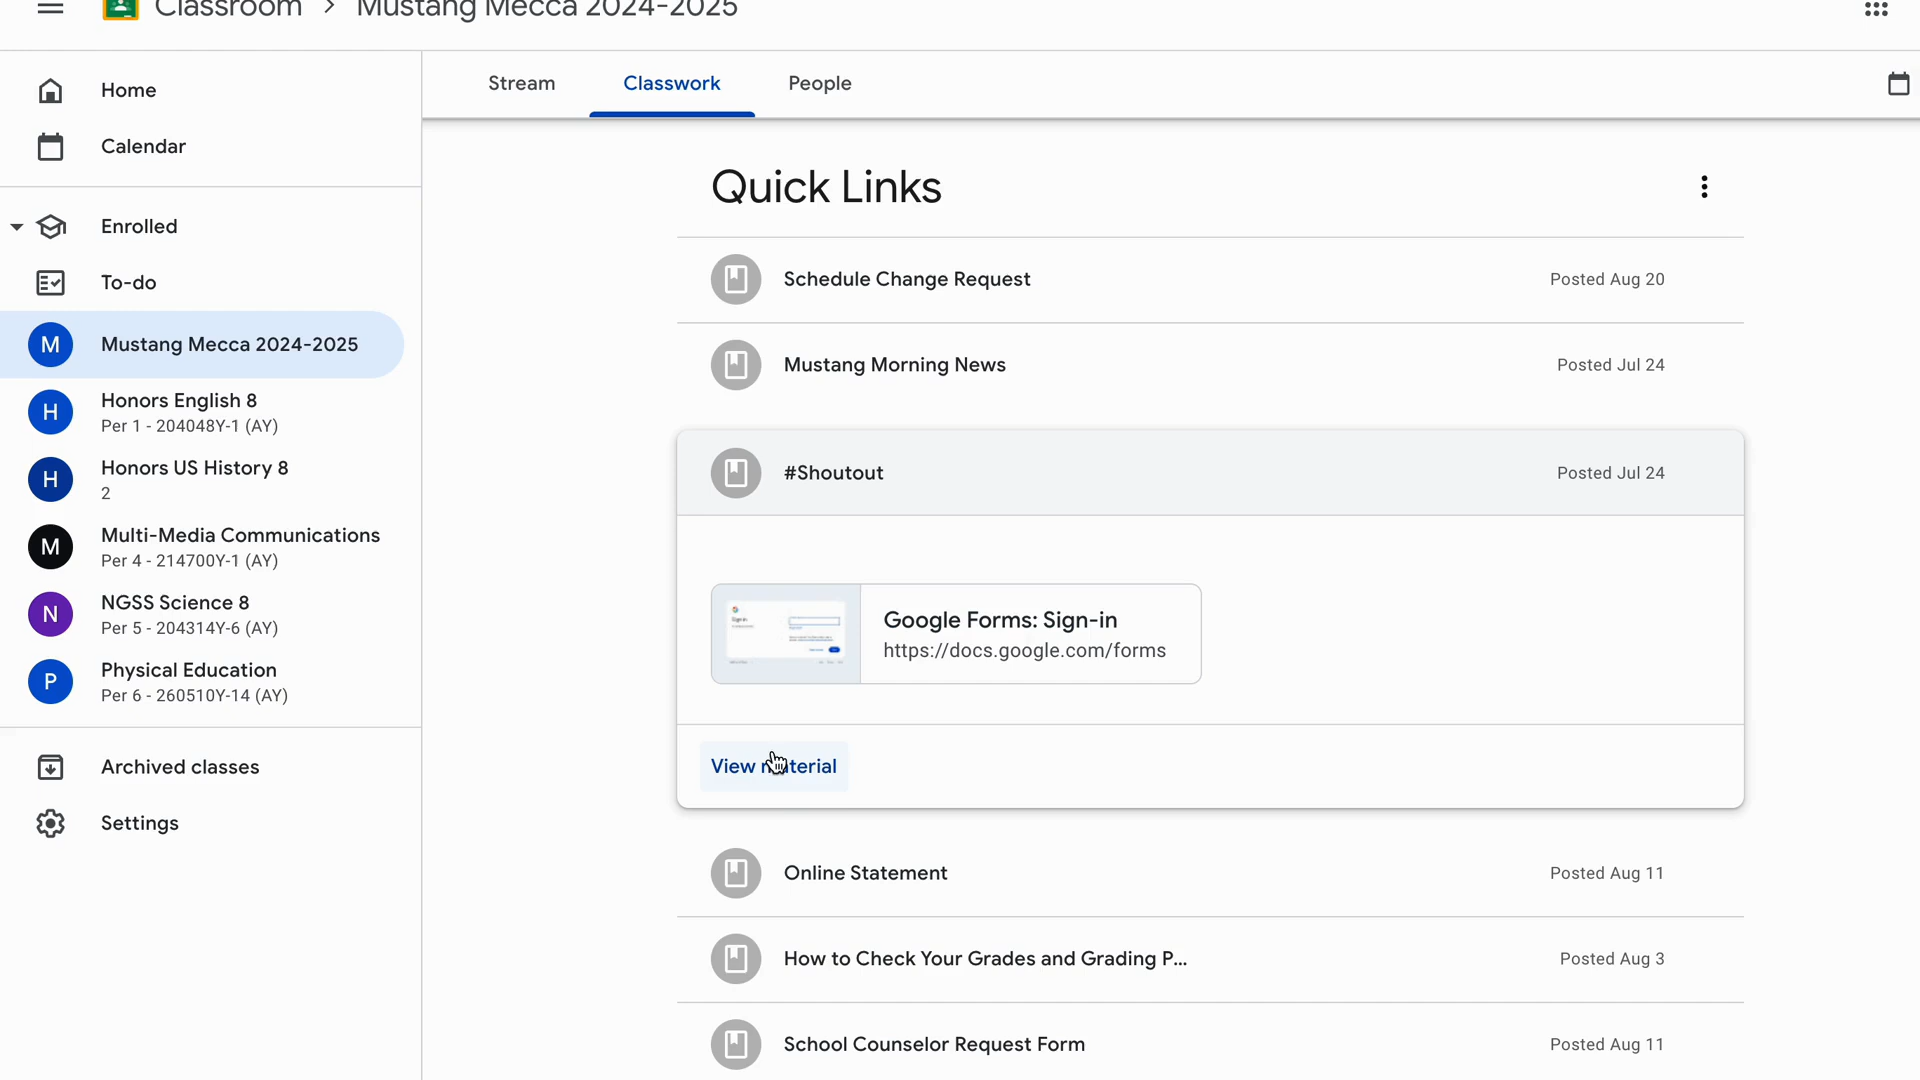 Classroom > Mustang Mecca 2024-2025
Home
Calendar
Enrolled
To-do
M Mustang Mecca 2024-2025
H Honors English 8
Per 1 - 204048Y-1 (AY)
H Honors US History 8
2
M Multi-Media Communications
Per 4 - 214700Y-1 (AY)
N NGSS Science 8
Per 5 - 204314Y-6 (AY)
P Physical Education
Per 6 - 260510Y-14 (AY)
Archived classes
Settings
Stream Classwork People
Quick Links
Schedule Change Request Posted Aug 20
Mustang Morning News Posted Jul 24
#Shoutout Posted Jul 24
Sign in
Google Forms: Sign-in
https://docs.google.com/forms
View material
Online Statement Posted Aug 11
How to Check Your Grades and Grading P... Posted Aug 3
School Counselor Request Form Posted Aug 11